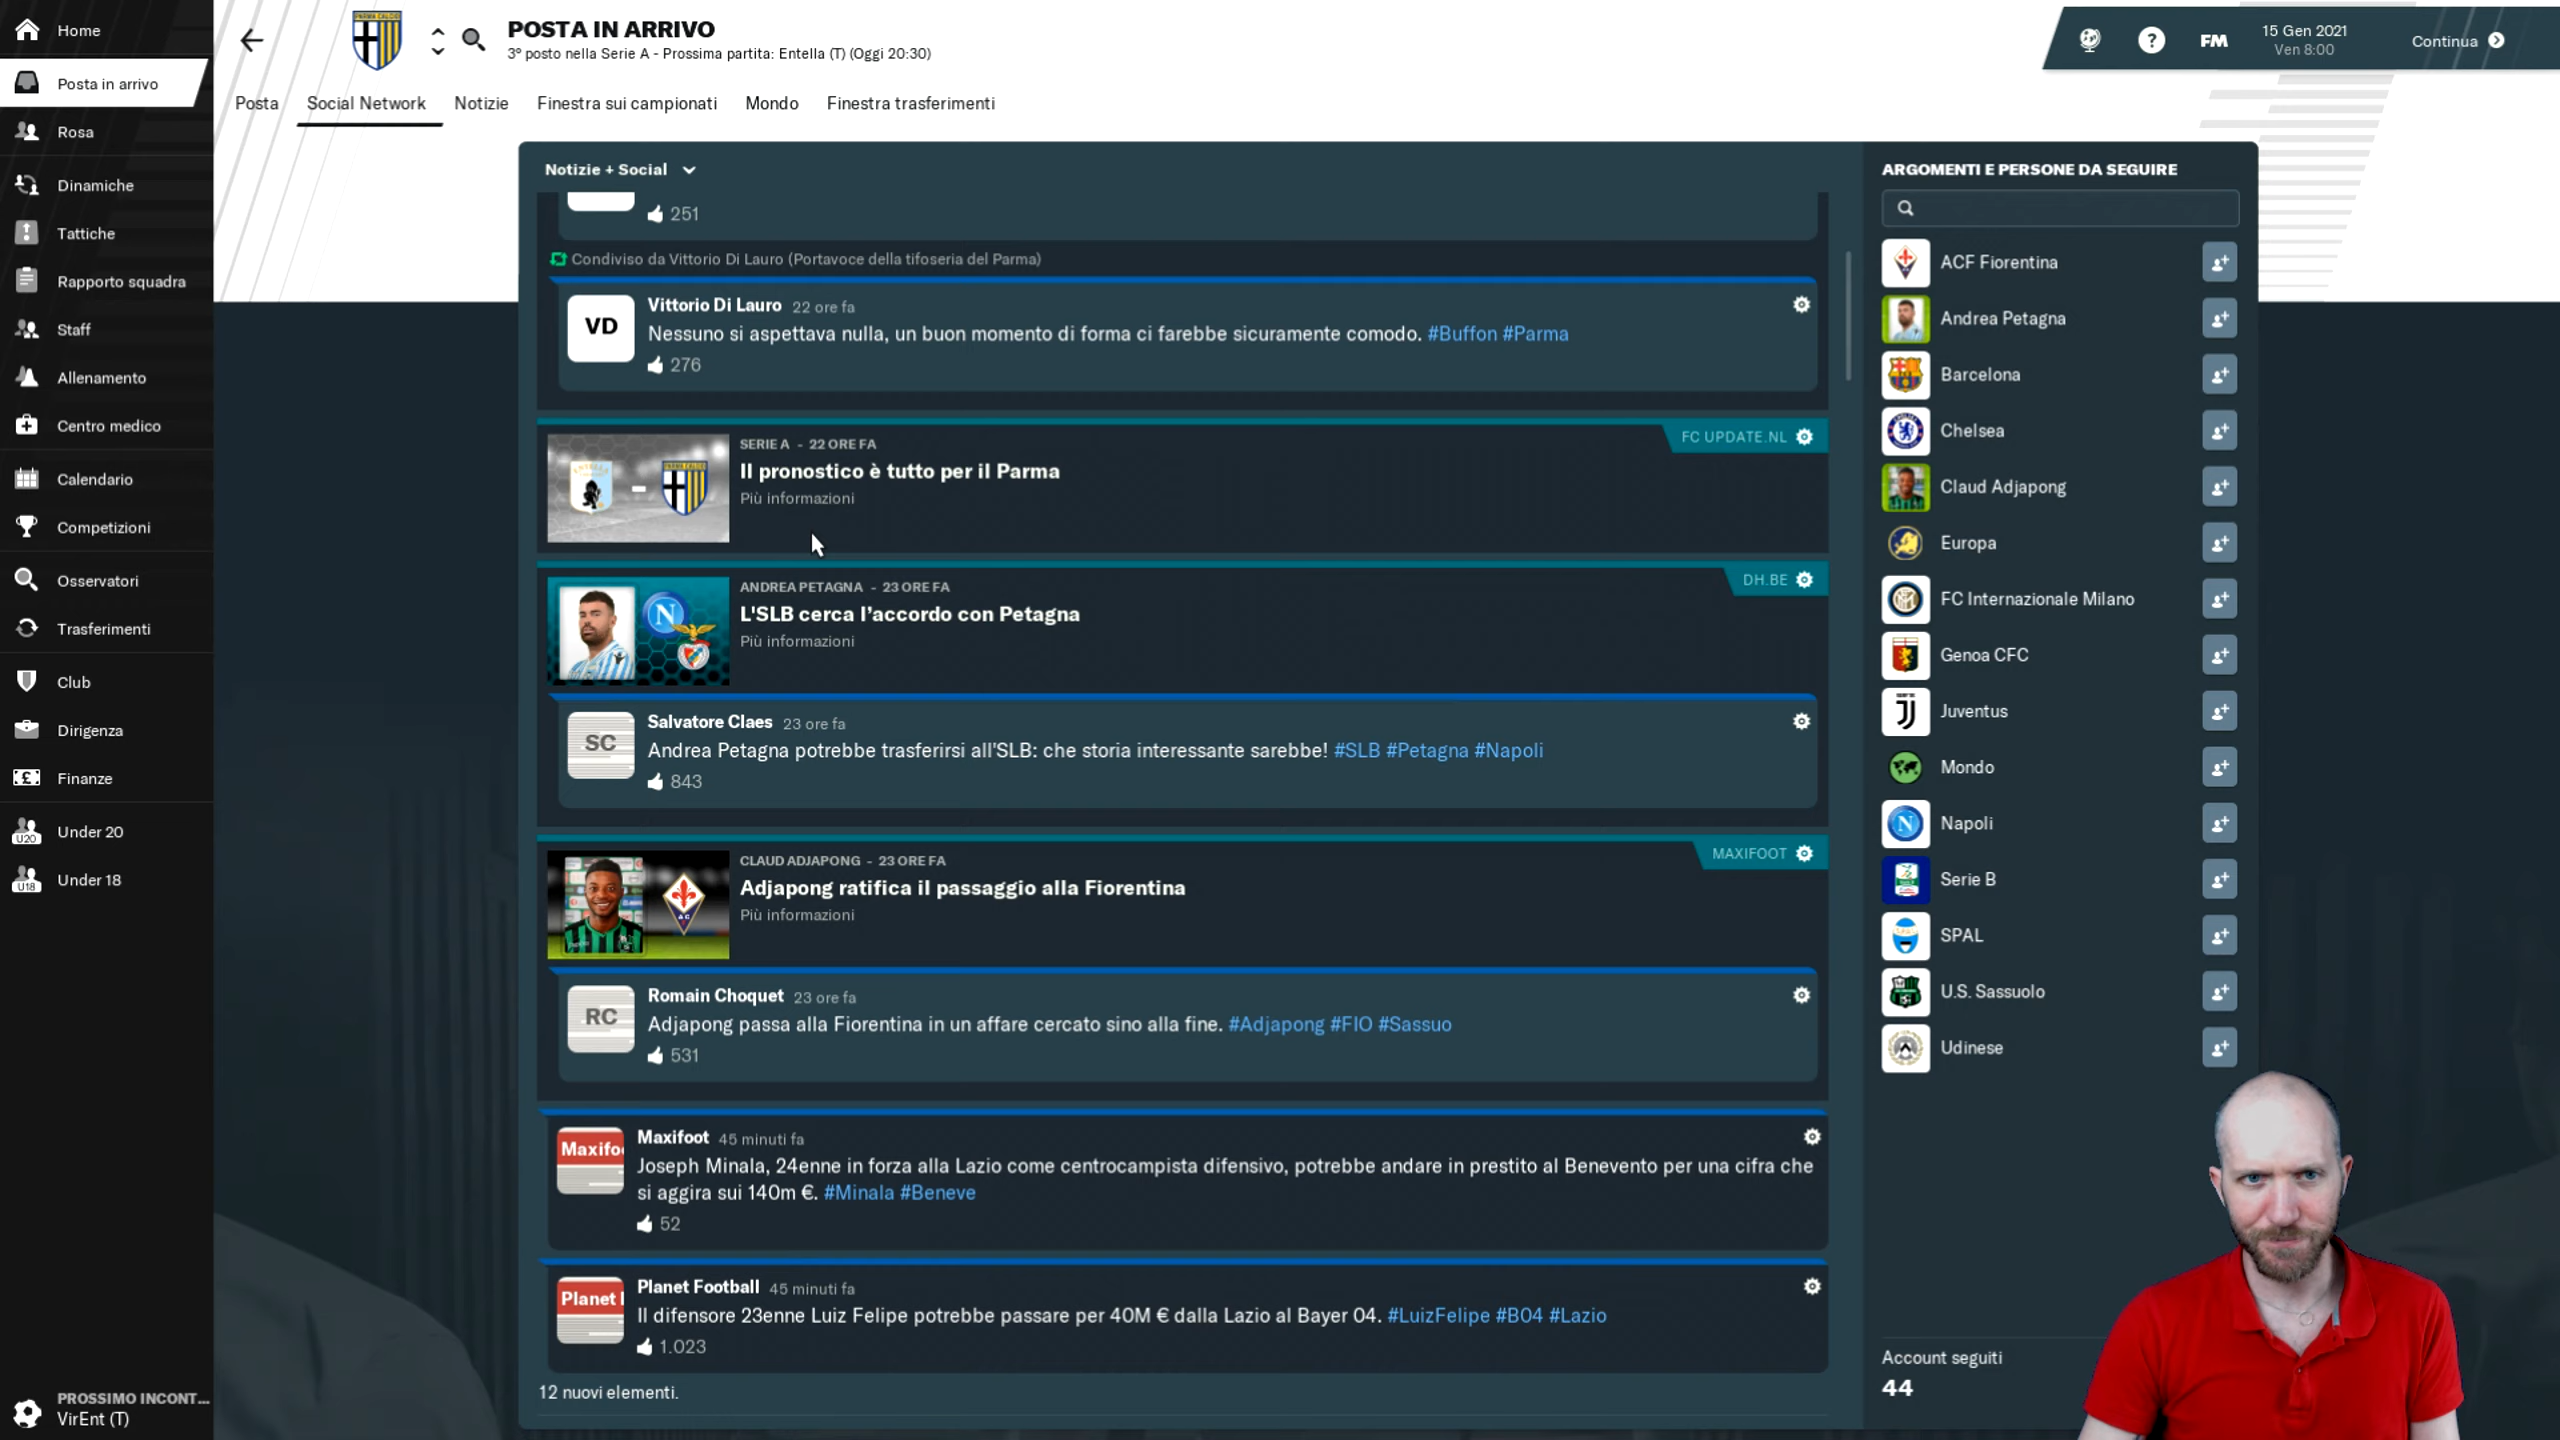 Home
Posta in arrivo
Rosa
Dinamiche
Tattiche
Rapporto squadra
Staff
Allenamento
Centro medico
Calendario
Competizioni
Osservatori
Trasferimenti
Club
Dirigenza
Finanze
U20 Under 20
U18 Under 18
PROSSIMO INCONT...
VirEnt (T)
POSTA IN ARRIVO
3º posto nella Serie A - Prossima partita: Entella (T) (Oggi 20:30)
FM
15 Gen 2021
Ven 8:00
Continua
Posta Social Network Notizie Finestra sui campionati Mondo Finestra trasferimenti
Notizie + Social
251
Condiviso da Vittorio Di Lauro (Portavoce della tifoseria del Parma)
VD
Vittorio Di Lauro 22 ore fa
Nessuno si aspettava nulla, un buon momento di forma ci farebbe sicuramente comodo. #Buffon #Parma
276
SERIE A - 22 ORE FA
FC UPDATE.NL
Il pronostico è tutto per il Parma
Più informazioni
ANDREA PETAGNA - 23 ORE FA
DH.BE
L'SLB cerca l'accordo con Petagna
Più informazioni
SC
Salvatore Claes 23 ore fa
Andrea Petagna potrebbe trasferirsi all'SLB: che storia interessante sarebbe! #SLB #Petagna #Napoli
843
CLAUD ADJAPONG - 23 ORE FA
MAXIFOOT
Adjapong ratifica il passaggio alla Fiorentina
Più informazioni
RC
Romain Choquet 23 ore fa
Adjapong passa alla Fiorentina in un affare cercato sino alla fine. #Adjapong #FIO #Sassuo
531
Maxifo
Maxifoot 45 minuti fa
Joseph Minala, 24enne in forza alla Lazio come centrocampista difensivo, potrebbe andare in prestito al Benevento per una cifra che
si aggira sui 140m €. #Minala #Beneve
52
Planet
Planet Football 45 minuti fa
Il difensore 23enne Luiz Felipe potrebbe passare per 40M € dalla Lazio al Bayer 04. #LuizFelipe #B04 #Lazio
1.023
12 nuovi elementi.
ARGOMENTI E PERSONE DA SEGUIRE
ACF Fiorentina
Andrea Petagna
Barcelona
Chelsea
Claud Adjapong
Europa
FC Internazionale Milano
Genoa CFC
Juventus
Mondo
Napoli
Serie B
SPAL
U.S. Sassuolo
Udinese
Account seguiti
44